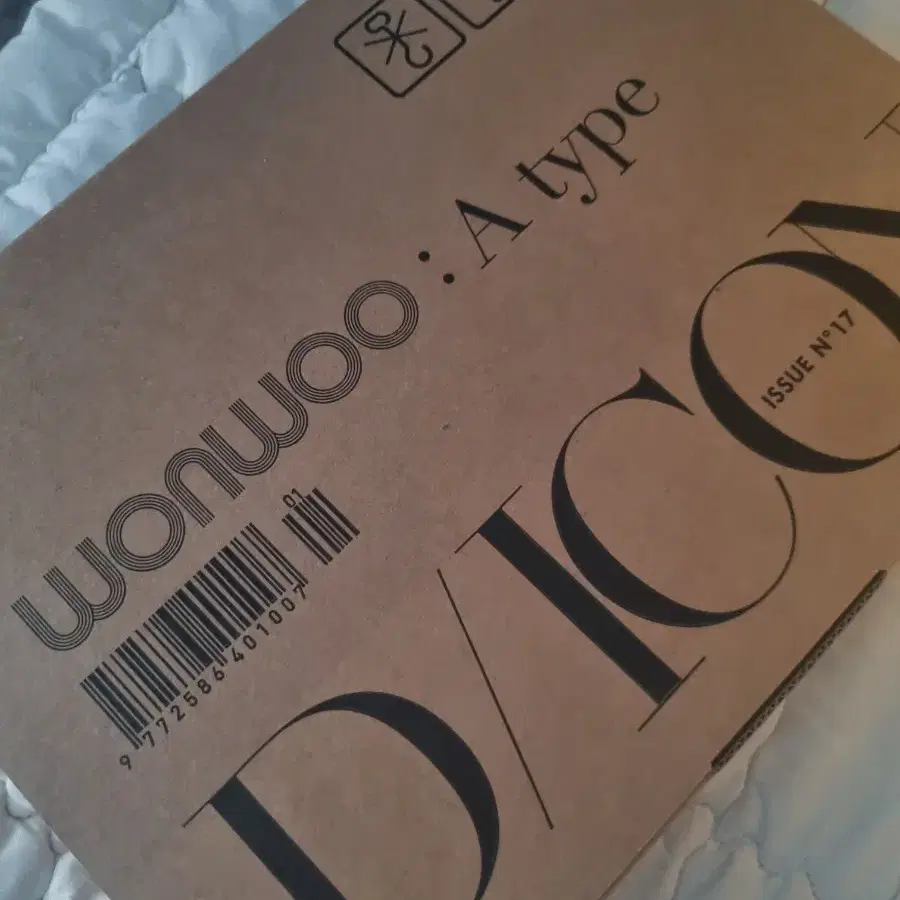 wonwoo : A type
01
9 772586 401007
D/ICON
ISSUE N°17